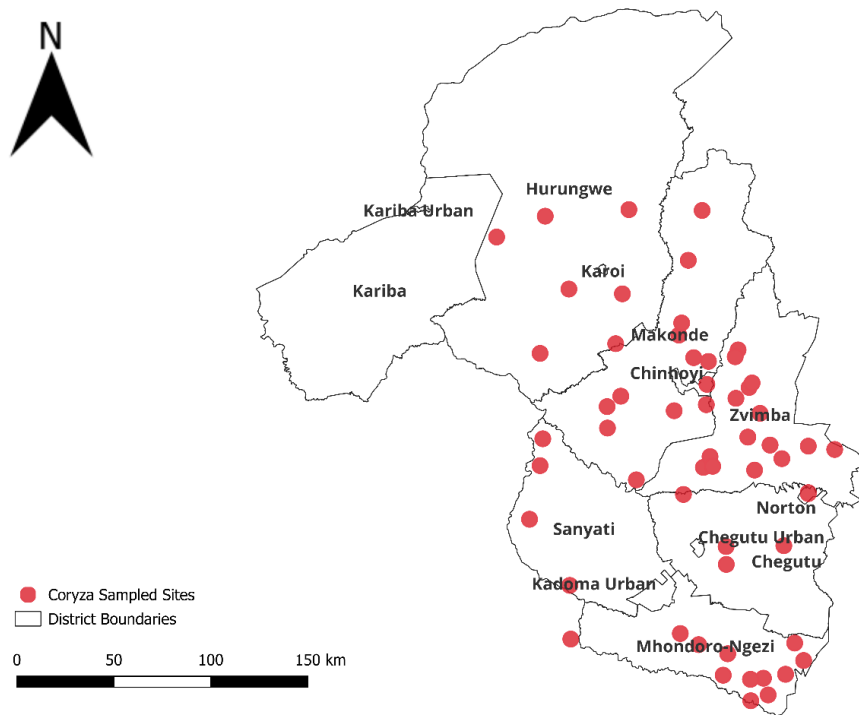 N
Hurungwe
Kariba Urban
Karoi
Kariba
Makonde
Chinhoyi
Zvimba
Norton
Sanyati
Chegutu Urban
Chegutu
Kadoma Urban
Mhondoro-Ngezi
Coryza Sampled Sites
District Boundaries
0 50 100 150 km